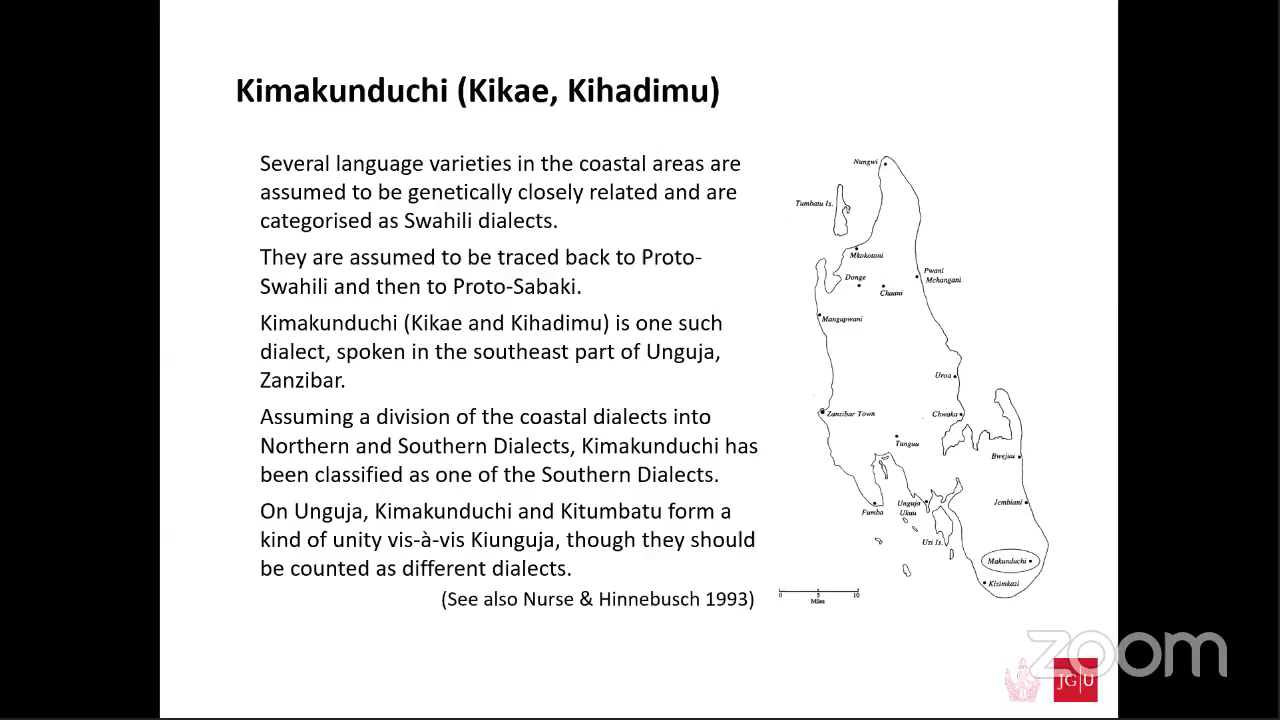 Kimakunduchi (Kikae, Kihadimu)
Several language varieties in the coastal areas are
assumed to be genetically closely related and are
categorised as Swahili dialects.
They are assumed to be traced back to Proto-
Swahili and then to Proto-Sabaki.
Kimakunduchi (Kikae and Kihadimu) is one such
dialect, spoken in the southeast part of Unguja,
Zanzibar.
Assuming a division of the coastal dialects into
Northern and Southern Dialects, Kimakunduchi has
been classified as one of the Southern Dialects.
On Unguja, Kimakunduchi and Kitumbatu form a
kind of unity vis-à-vis Kiunguja, though they should
be counted as different dialects.
(See also Nurse & Hinnebusch 1993)
Nungwi
Tumbatu Is.
Mkokotoni
Donge
Chaani
Pwani
Mchangani
Mangapwani
Uroa
Zanzibar Town
Chwaka
Tunguu
Bwejuu
Fumba
Unguja
Ukuu
Jembiani
Uzi Is.
Makunduchi
Kizimkazi
0 5 10
Miles
zoom
JG|U